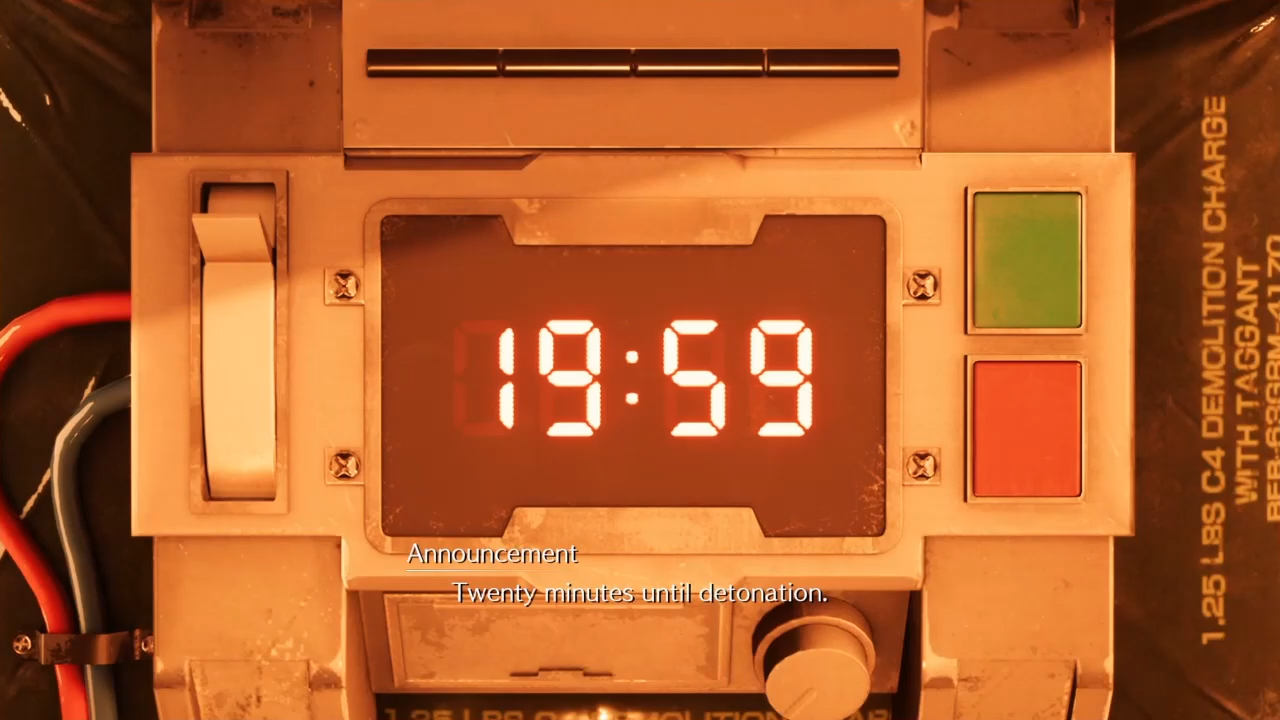 19:59
Announcement
Twenty minutes until detonation.
1.25 LBS C4 DEMOLITION CHARGE
WITH TAGGANT